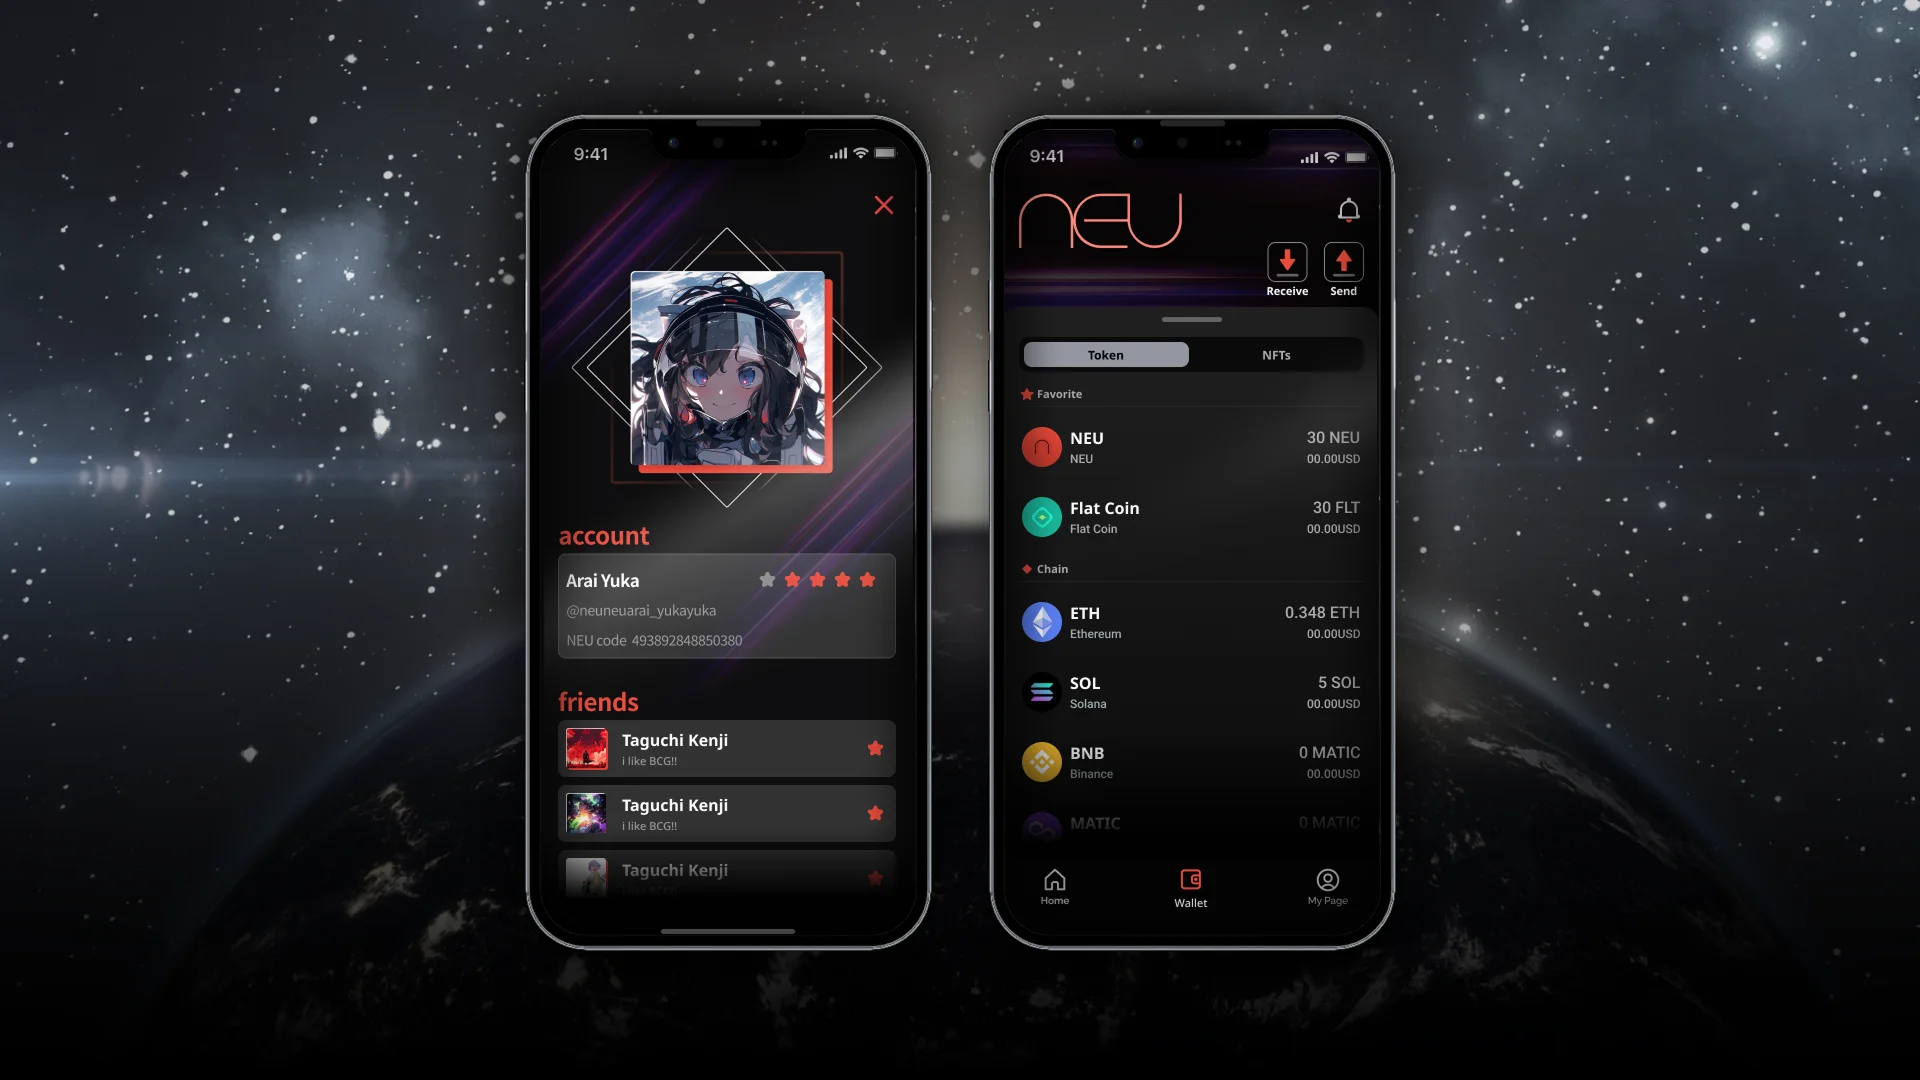 9:41
account
Arai Yuka
@neuneuarai_yukayuka
NEU code 493892848850380
friends
Taguchi Kenji
i like BCG!!
Taguchi Kenji
i like BCG!!
Taguchi Kenji
9:41
neu
Receive
Send
Token
NFTs
Favorite
NEU
30 NEU
NEU
00.00USD
Flat Coin
30 FLT
Flat Coin
00.00USD
Chain
ETH
0.348 ETH
Ethereum
00.00USD
SOL
5 SOL
Solana
00.00USD
BNB
0 MATIC
Binance
00.00USD
MATIC
0 MATIC
Home
Wallet
My Page